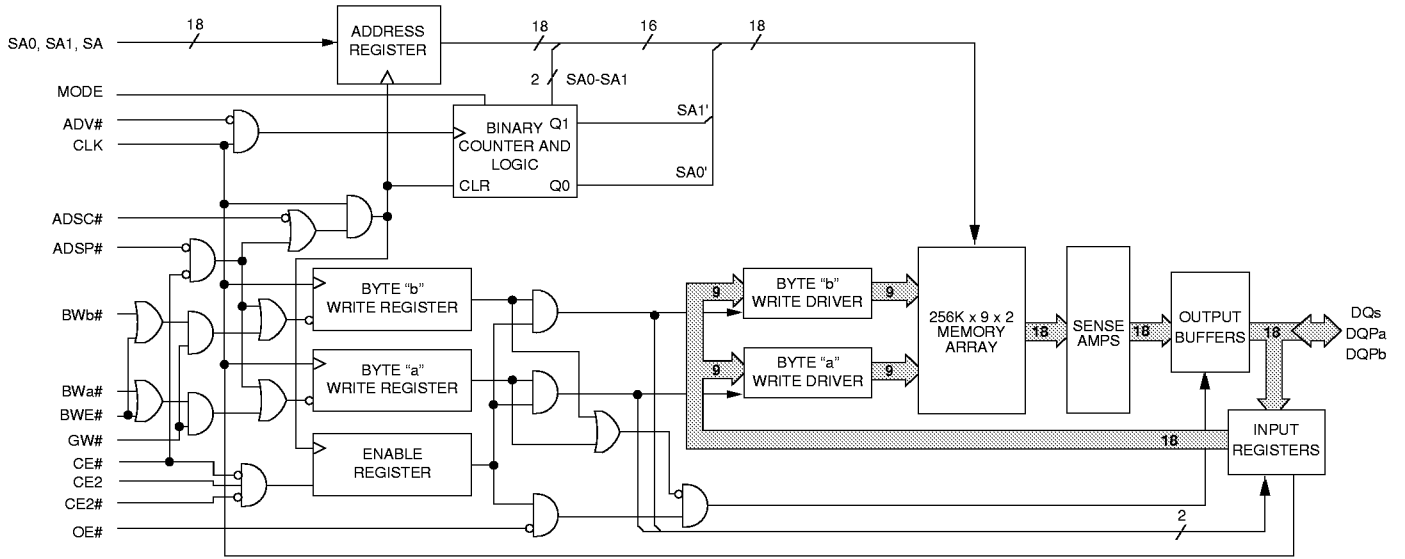 18
ADDRESS
REGISTER
18
16
18
SA0, SA1, SA
2
SA0-SA1
MODE
ADV#
CLK
BINARY
COUNTER AND
LOGIC
Q1
CLR
Q0
SA1'
SA0'
ADSC#
ADSP#
BYTE “b”
WRITE REGISTER
9
BYTE “b”
WRITE DRIVER
9
BWb#
256K x 9 x 2
MEMORY
ARRAY
18
SENSE
AMPS
18
OUTPUT
BUFFERS
18
DQs
DQPa
DQPb
BYTE “a”
WRITE REGISTER
9
BYTE “a”
WRITE DRIVER
9
BWa#
BWE#
GW#
CE#
CE2
CE2#
OE#
ENABLE
REGISTER
18
INPUT
REGISTERS
2